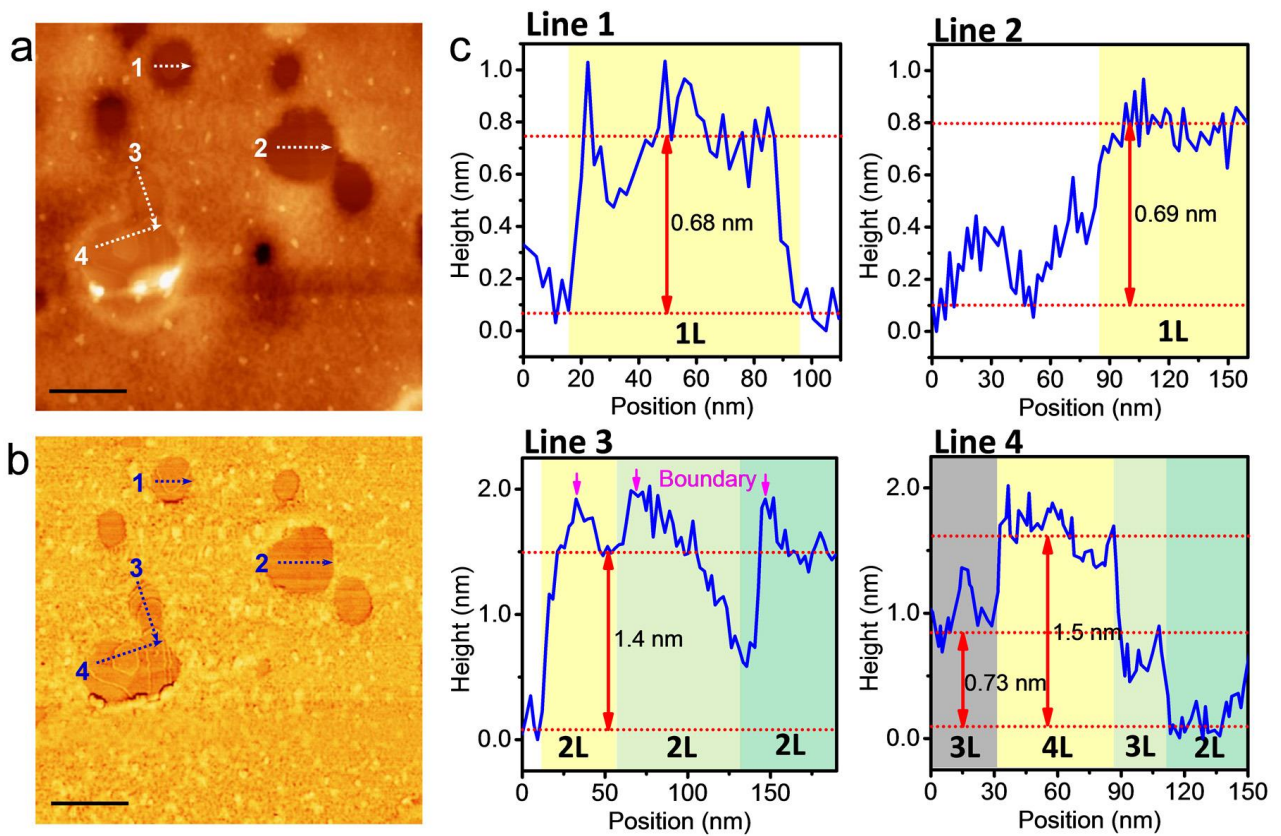 a
1
2
3
4
b
1
2
3
4
c
Line 1
Height (nm)
1.0
0.8
0.6
0.4
0.2
0.0
0.68 nm
1L
0 20 40 60 80 100
Position (nm)
Line 2
Height (nm)
1.0
0.8
0.6
0.4
0.2
0.0
0.69 nm
1L
0 30 60 90 120 150
Position (nm)
Line 3
Height (nm)
2.0
1.0
0.0
Boundary
1.4 nm
2L 2L 2L
0 50 100 150
Position (nm)
Line 4
Height (nm)
2.0
1.0
0.0
1.5 nm
0.73 nm
3L 4L 3L 2L
0 30 60 90 120 150
Position (nm)